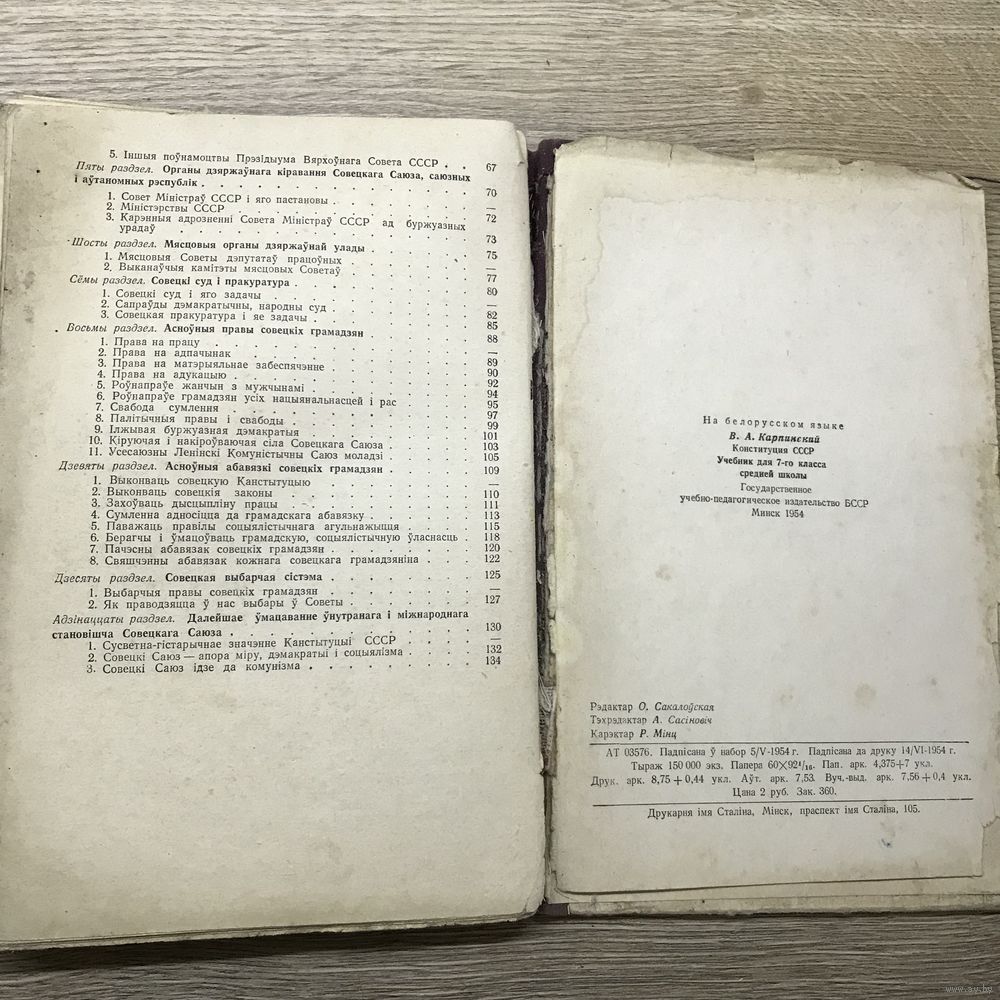 5. Іншыя поўнамоцтвы Прэзідыума Вярхоўнага Совета СССР . . 67
Пяты раздзел. Органы дзяржаўнага кіравання Совецкага Саюза, саюзных
і аўтаномных рэспублік . . . . . . . . . . . . . 70
1. Совет Міністраў СССР і яго пастановы . . . . . . —
2. Міністэрствы СССР . . . . . . . . . . 72
3. Карэнныя адрозненні Совета Міністраў СССР ад буржуазных
урадаў . . . . . . . . . . . . 73
Шосты раздзел. Мясцовыя органы дзяржаўнай улады . . . . . 75
1. Мясцовыя Советы дэпутатаў працоўных . . . . . —
2. Выканаўчыя камітэты мясцовых Советаў . . . . . 77
Сёмы раздзел. Совецкі суд і пракуратура . . . . . . . 80
1. Совецкі суд і яго задачы . . . . . . . . —
2. Сапраўды дэмакратычны, народны суд . . . . . 82
3. Совецкая пракуратура і яе задачы . . . . . . 85
Восьмы раздзел. Асноўныя правы совецкіх грамадзян . . . . . 88
1. Права на працу . . . . . . . . . . —
2. Права на адпачынак . . . . . . . . . 89
3. Права на матэрыяльнае забеспячэнне . . . . . . 90
4. Права на адукацыю . . . . . . . . . 92
5. Роўнапраўе жанчын з мужчынамі . . . . . . 94
6. Роўнапраўе грамадзян усіх нацыянальнасцей і рас . . . 95
7. Свабода сумлення . . . . . . . . . 97
8. Палітычныя правы і свабоды . . . . . . . 99
9. Ілжывая буржуазная дэмакратыя . . . . . . 101
10. Кіруючая і накіроўваючая сіла Совецкага Саюза . . . . 103
11. Усесаюзны Ленінскі Комуністычны Саюз моладзі . . . . 105
Дзевяты раздзел. Асноўныя абавязкі совецкіх грамадзян . . . . 109
1. Выконваць совецкую Канстытуцыю . . . . . . —
2. Выконваць совецкія законы . . . . . . . 110
3. Захоўваць дысцыпліну працы . . . . . . . 111
4. Сумленна адносіцца да грамадскага абавязку . . . . . 113
5. Паважаць правілы соцыялістычнага агульнажыцця . . . . 115
6. Берагчы і ўмацоўваць грамадскую, соцыялістычную ўласнасць . 118
7. Пачэсны абавязак совецкіх грамадзян . . . . . . 120
8. Свяшчэнны абавязак кожнага совецкага грамадзяніна . . . 122
Дзесяты раздзел. Совецкая выбарчая сістэма . . . . . . 125
1. Выбарчыя правы совецкіх грамадзян . . . . . . —
2. Як праводзяцца ў нас выбары ў Советы . . . . . 127
Адзінаццаты раздзел. Далейшае ўмацаванне ўнутранага і міжнароднага
становішча Совецкага Саюза . . . . . . . . . . 130
1. Сусветна-гістарычнае значэнне Канстытуцыі СССР . . . —
2. Совецкі Саюз — апора міру, дэмакратыі і соцыялізма . . . 132
3. Совецкі Саюз ідзе да комунізма . . . . . . . 134
На белорусском языке
В. А. Карпинский
Конституция СССР
Учебник для 7-го класса
средней школы
Государственное
учебно-педагогическое издательство БССР
Минск 1954
Рэдактар О. Сакалоўская
Тэхрэдактар А. Сасіновіч
Карэктар Р. Мінц
АТ 03576. Падпісана ў набор 5/V-1954 г. Падпісана да друку 14/VI-1954 г.
Тыраж 150 000 экз. Папера 60×92¹/₁₆. Пап. арк. 4,375+7 укл.
Друк. арк. 8,75+0,44 укл. Аўт. арк. 7,53. Вуч.-выд. арк. 7,56+0,4 укл.
Цана 2 руб. Зак. 360.
Друкарня імя Сталіна, Мінск, праспект імя Сталіна, 105.
www.ay.by